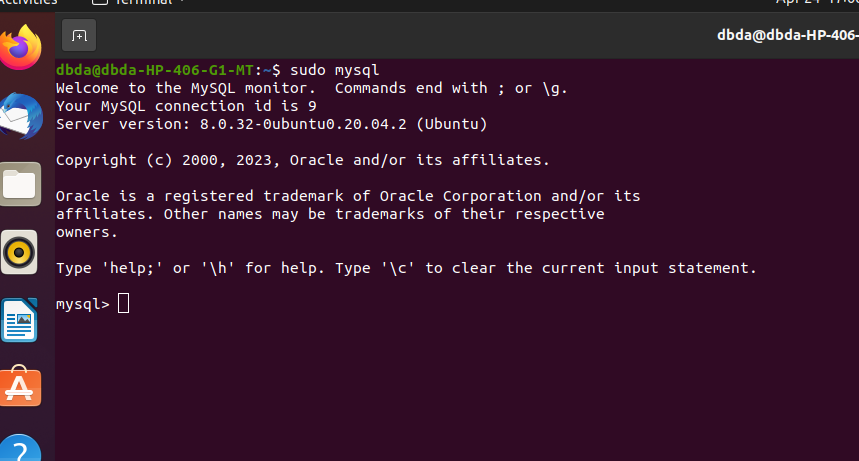 Activities Terminal Apr 24
dbda@dbda-HP-406-
dbda@dbda-HP-406-G1-MT:~$ sudo mysql
Welcome to the MySQL monitor.  Commands end with ; or \g.
Your MySQL connection id is 9
Server version: 8.0.32-0ubuntu0.20.04.2 (Ubuntu)
Copyright (c) 2000, 2023, Oracle and/or its affiliates.
Oracle is a registered trademark of Oracle Corporation and/or its
affiliates. Other names may be trademarks of their respective
owners.
Type 'help;' or '\h' for help. Type '\c' to clear the current input statement.
mysql>